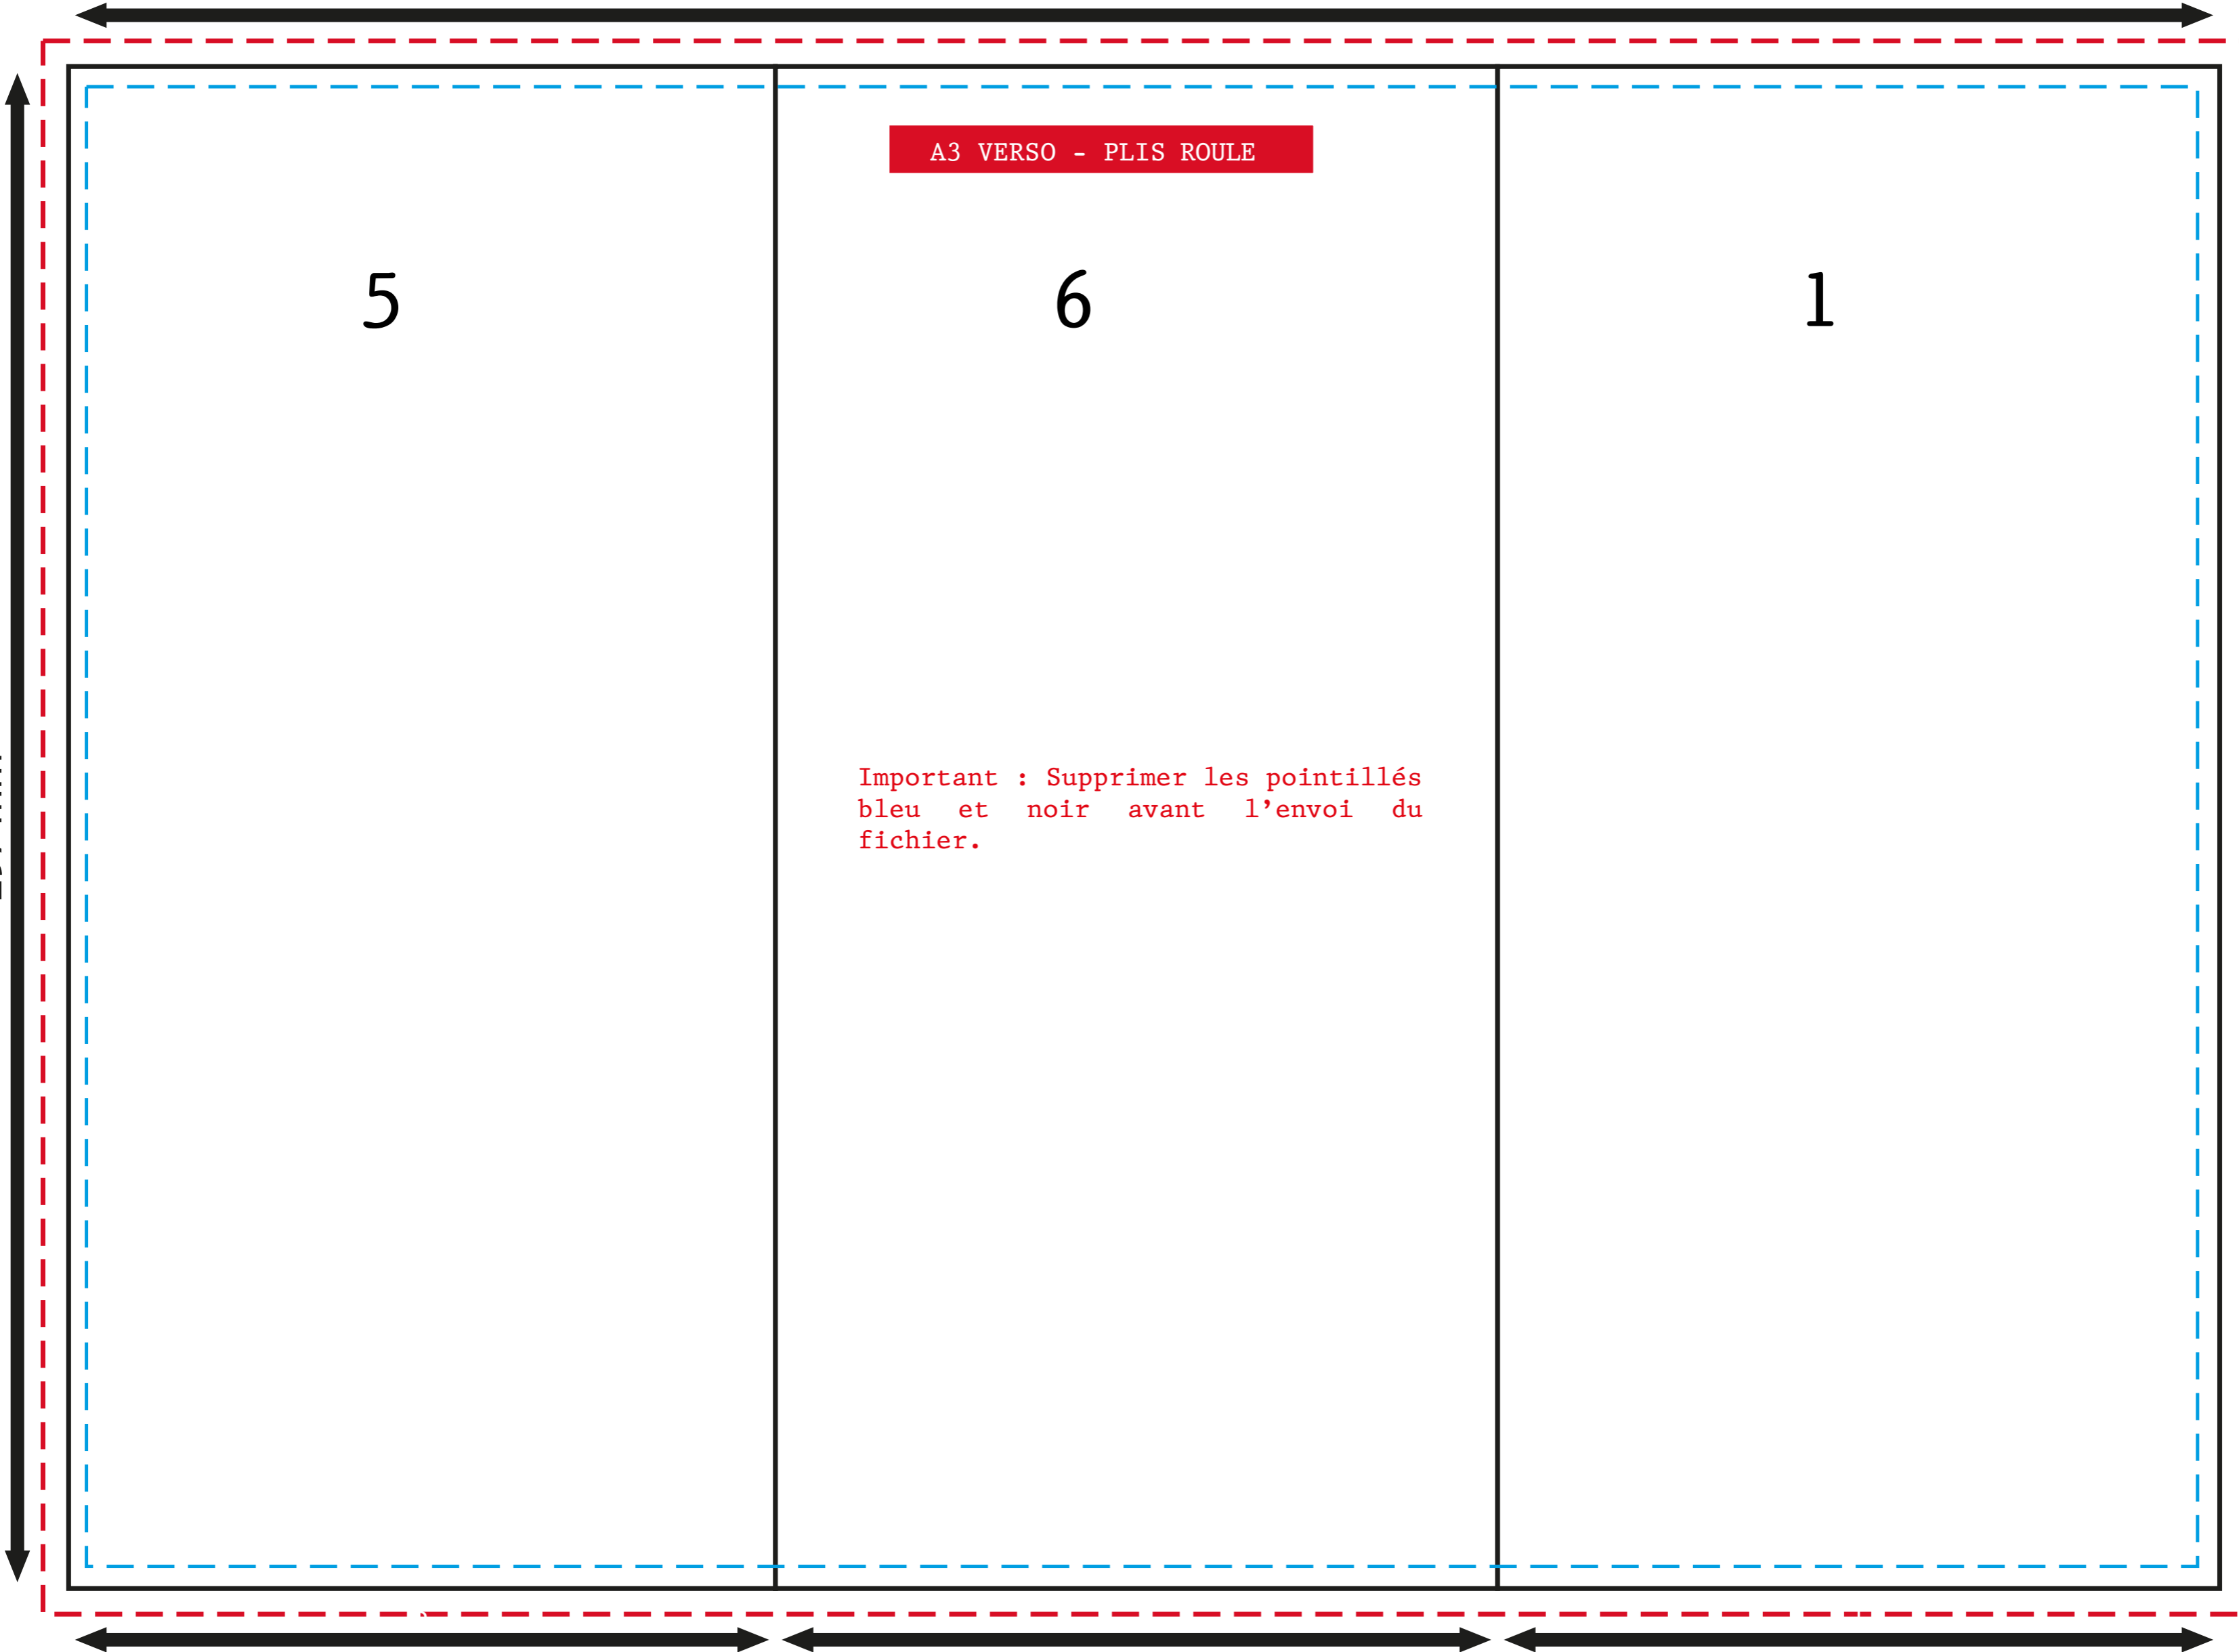 A3 VERSO - PLIS ROULE
5
6
1
Important : Supprimer les pointillés
bleu et noir avant l’envoi du
fichier.